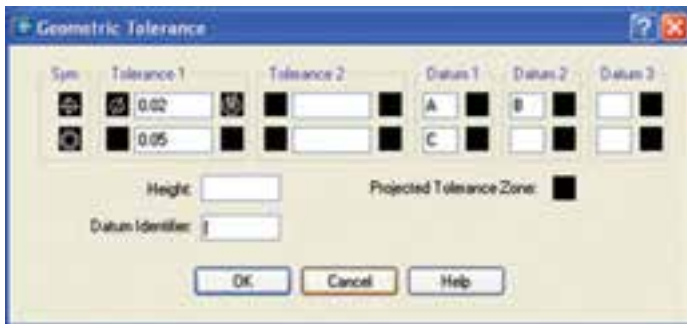 Geometric Tolerance
Sym Tolerance 1 Tolerance 2 Datum 1 Datum 2 Datum 3
0.02 A B
0.05 C
Height:
Projected Tolerance Zone:
Datum Identifier:
OK Cancel Help